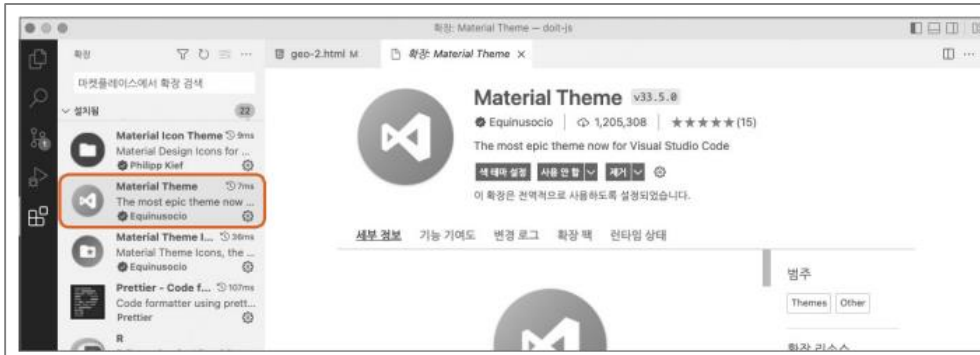 확장: Material Theme — doit-js
확장
마켓플레이스에서 확장 검색
설치됨
22
Material Icon Theme 9ms
Material Design Icons for ...
Philipp Kief
Material Theme 7ms
The most epic theme now ...
Equinusocio
Material Theme I... 36ms
Material Theme Icons, the ...
Equinusocio
Prettier - Code f... 107ms
Code formatter using prett...
Prettier
R
geo-2.html M
확장: Material Theme
Material Theme v33.5.0
Equinusocio 1,205,308 ★★★★★(15)
The most epic theme now for Visual Studio Code
색 테마 설정 사용 안 함 제거
이 확장은 전역적으로 사용하도록 설정되었습니다.
세부 정보 기능 기여도 변경 로그 확장 팩 런타임 상태
범주
Themes Other
확장 리소스